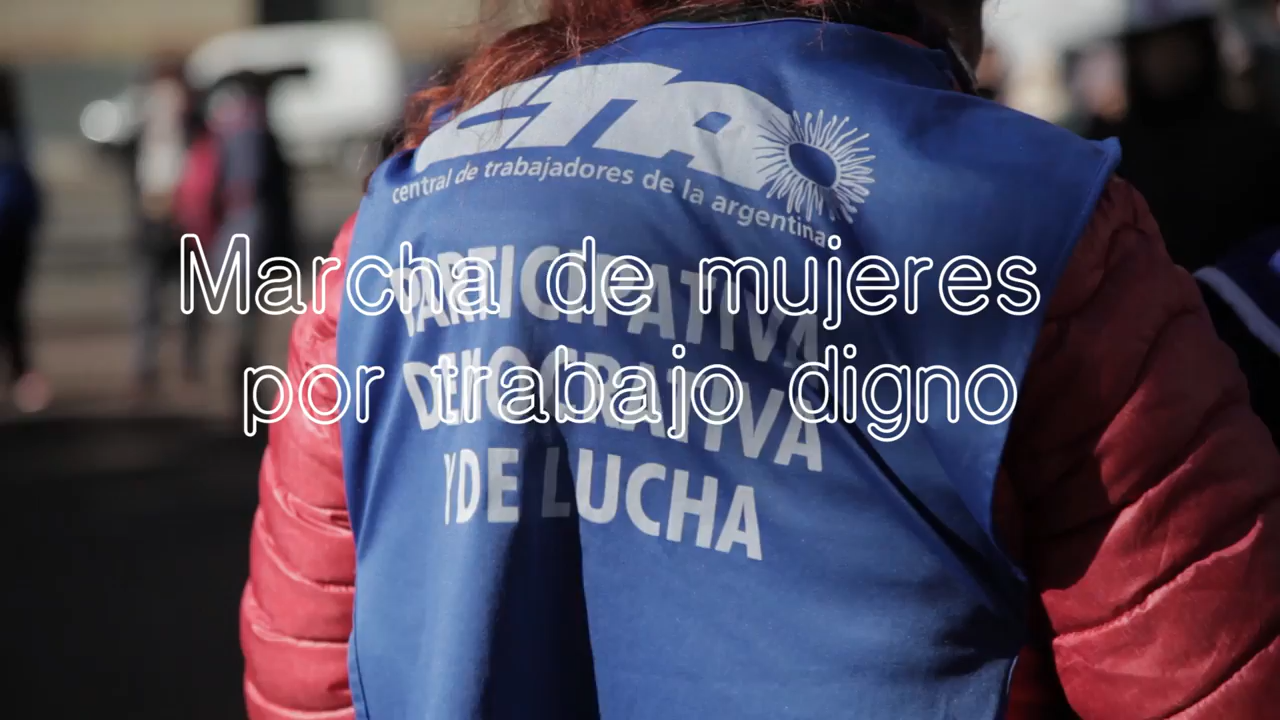 CTA
central de trabajadores de la argentina
Marcha de mujeres
PARTICIPATIVA
por trabajo digno
DEMOCRATIVA
Y DE LUCHA